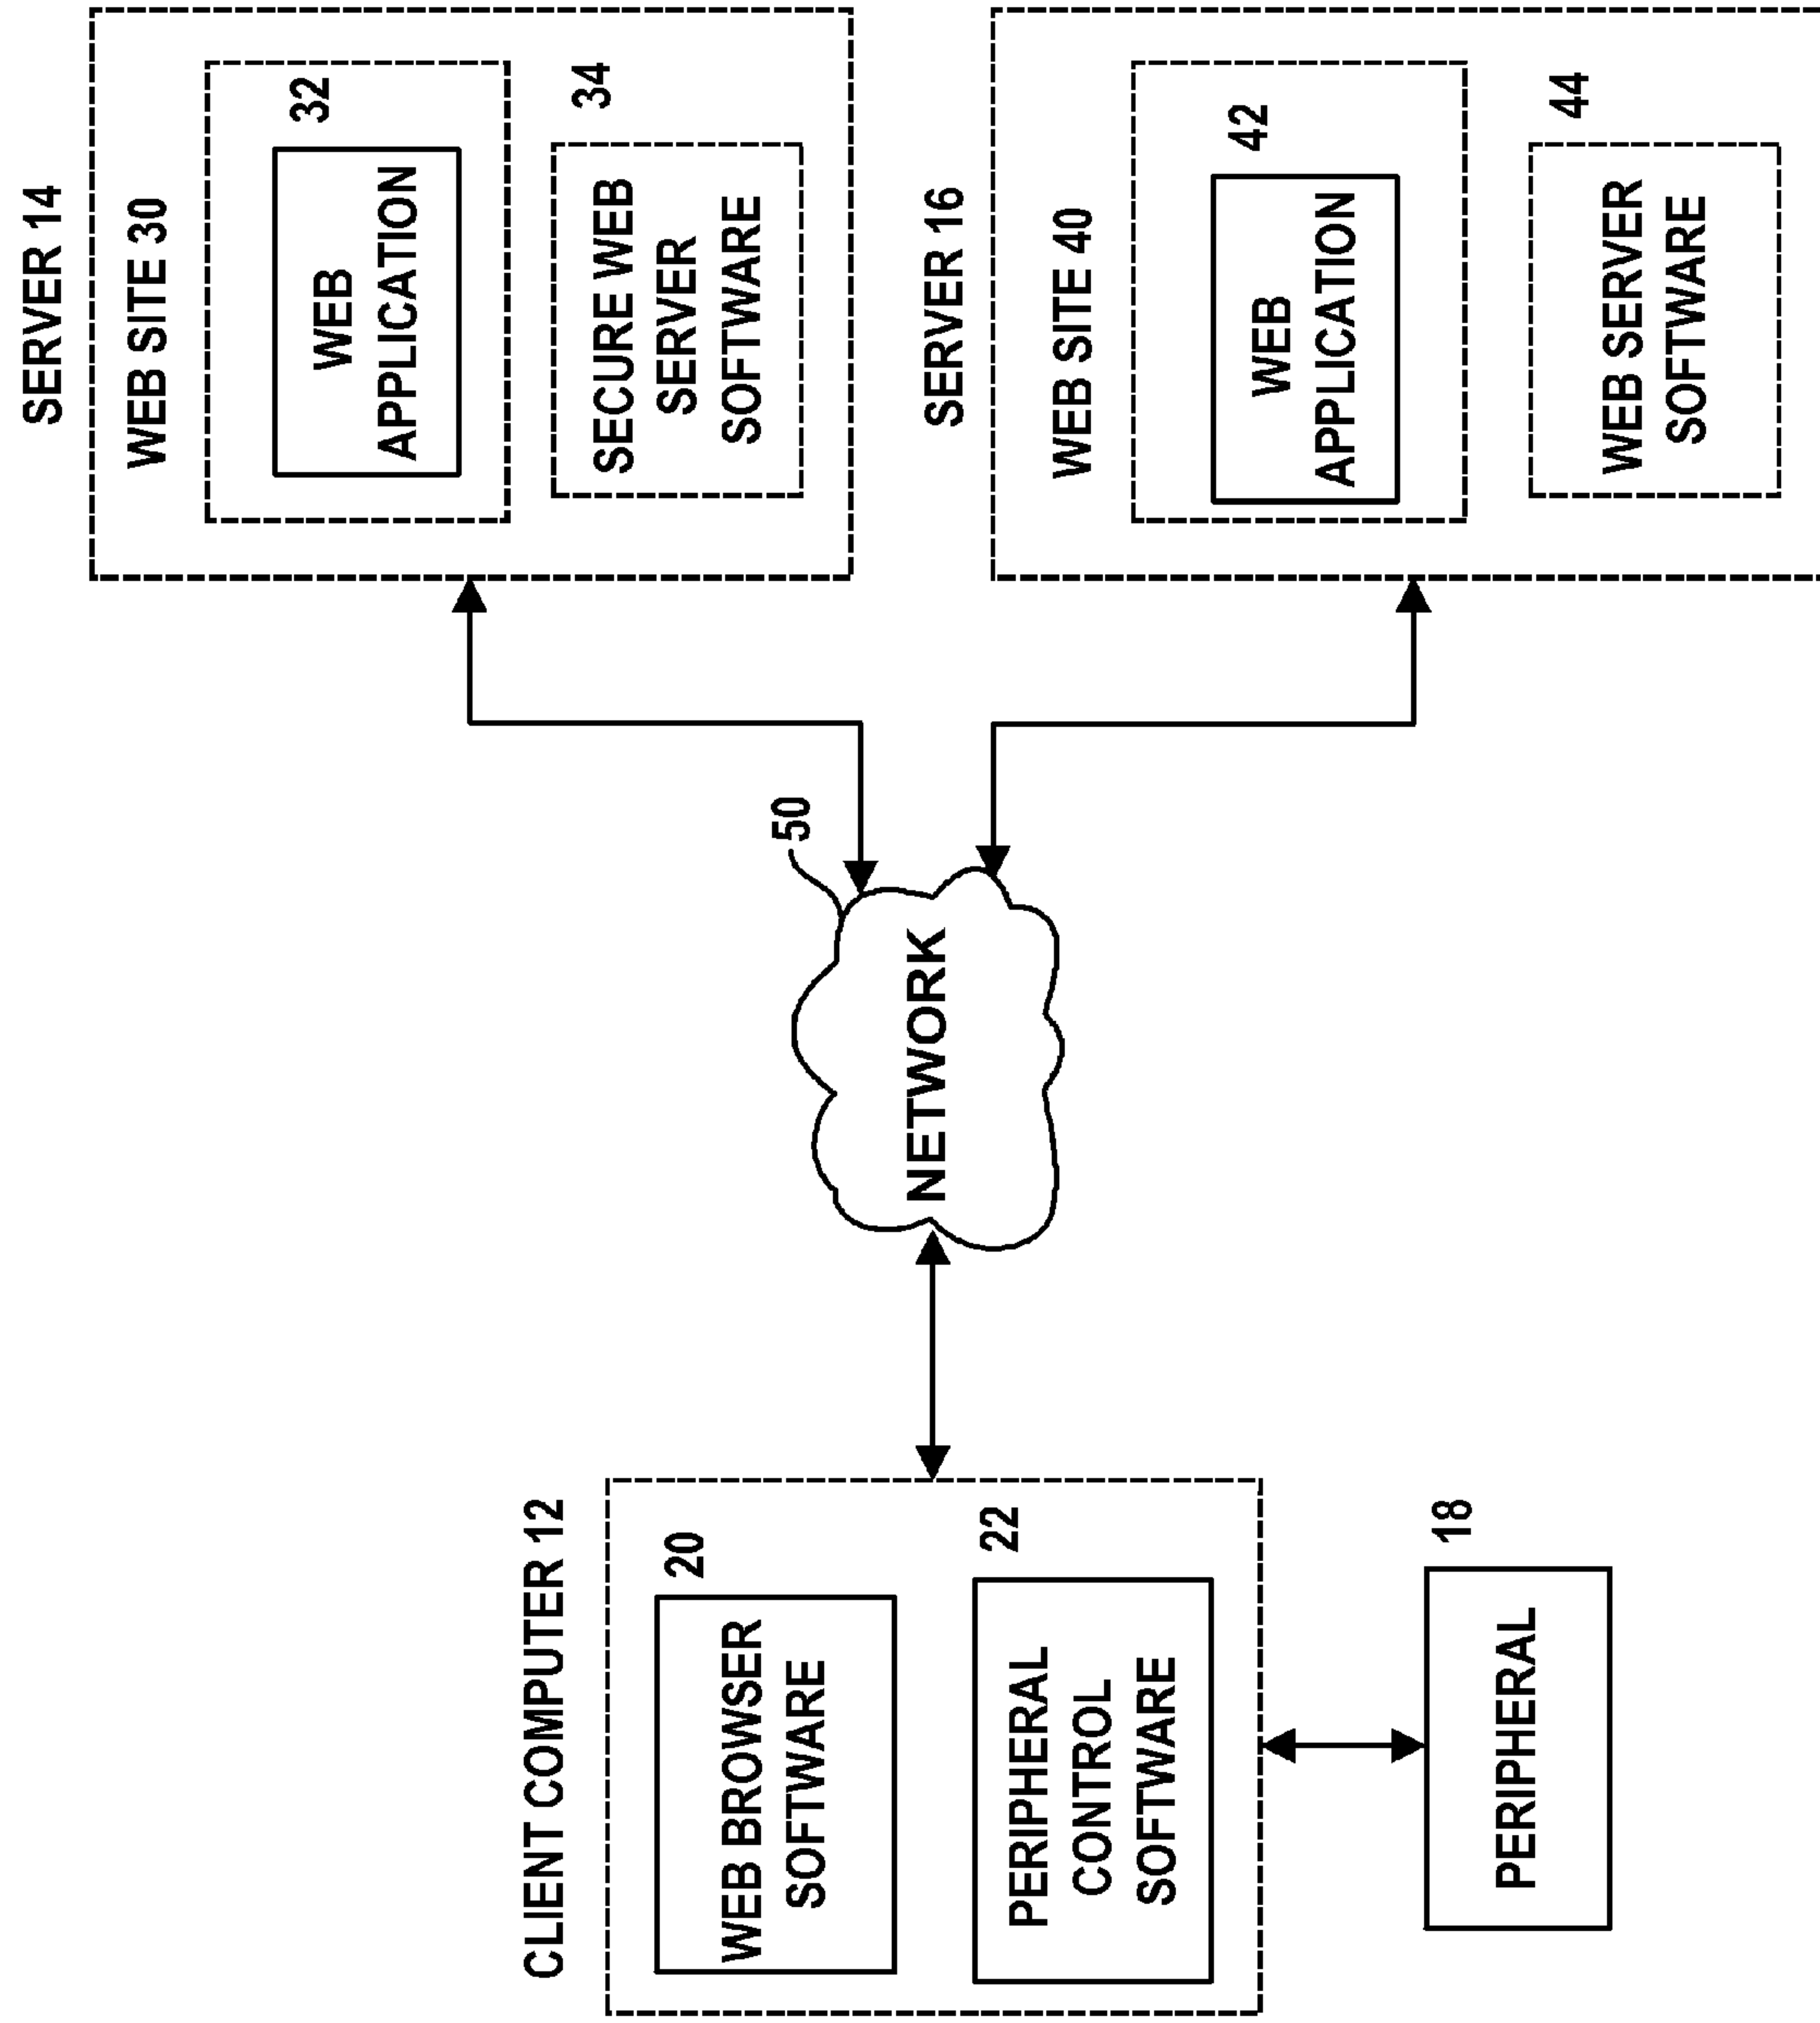 CLIENT COMPUTER 12
20
WEB BROWSER
SOFTWARE
22
PERIPHERAL
CONTROL
SOFTWARE
18
PERIPHERAL
50
NETWORK
SERVER 14
WEB SITE 30
32
WEB
APPLICATION
34
SECURE WEB
SERVER
SOFTWARE
SERVER 16
WEB SITE 40
42
WEB
APPLICATION
44
WEB SERVER
SOFTWARE